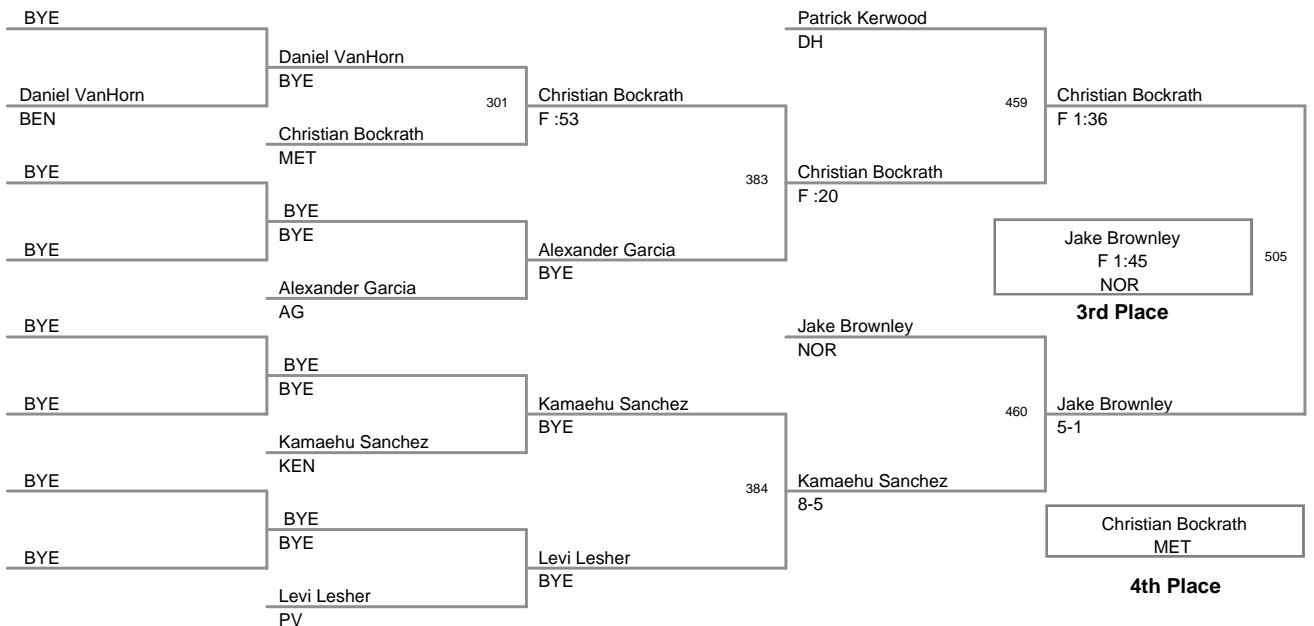 BYE
Patrick Kerwood
DH
Daniel VanHorn
BYE
Daniel VanHorn
BEN
301
Christian Bockrath
F :53
459
Christian Bockrath
F 1:36
Christian Bockrath
MET
BYE
383
Christian Bockrath
F :20
BYE
BYE
BYE
Alexander Garcia
BYE
Jake Brownley
F 1:45
NOR
505
3rd Place
Alexander Garcia
AG
BYE
Jake Brownley
NOR
BYE
BYE
BYE
Kamaehu Sanchez
BYE
460
Jake Brownley
5-1
Kamaehu Sanchez
KEN
BYE
384
Kamaehu Sanchez
8-5
BYE
BYE
BYE
Levi Lesher
BYE
Christian Bockrath
MET
4th Place
Levi Lesher
PV